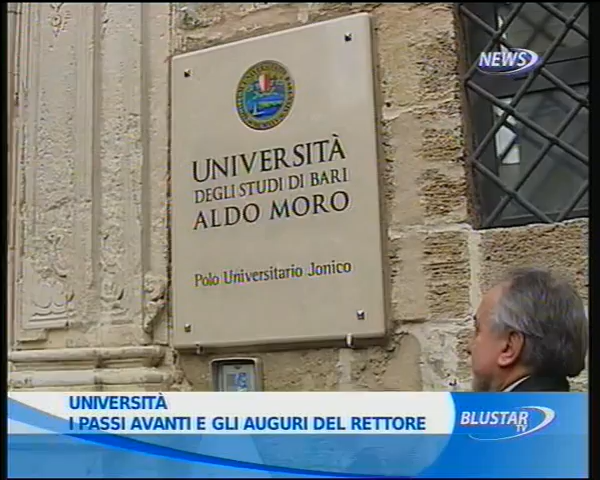 NEWS
UNIVERSITÀ
DEGLI STUDI DI BARI
ALDO MORO
Polo Universitario Jonico
UNIVERSITÀ
I PASSI AVANTI E GLI AUGURI DEL RETTORE
BLUSTAR
TV